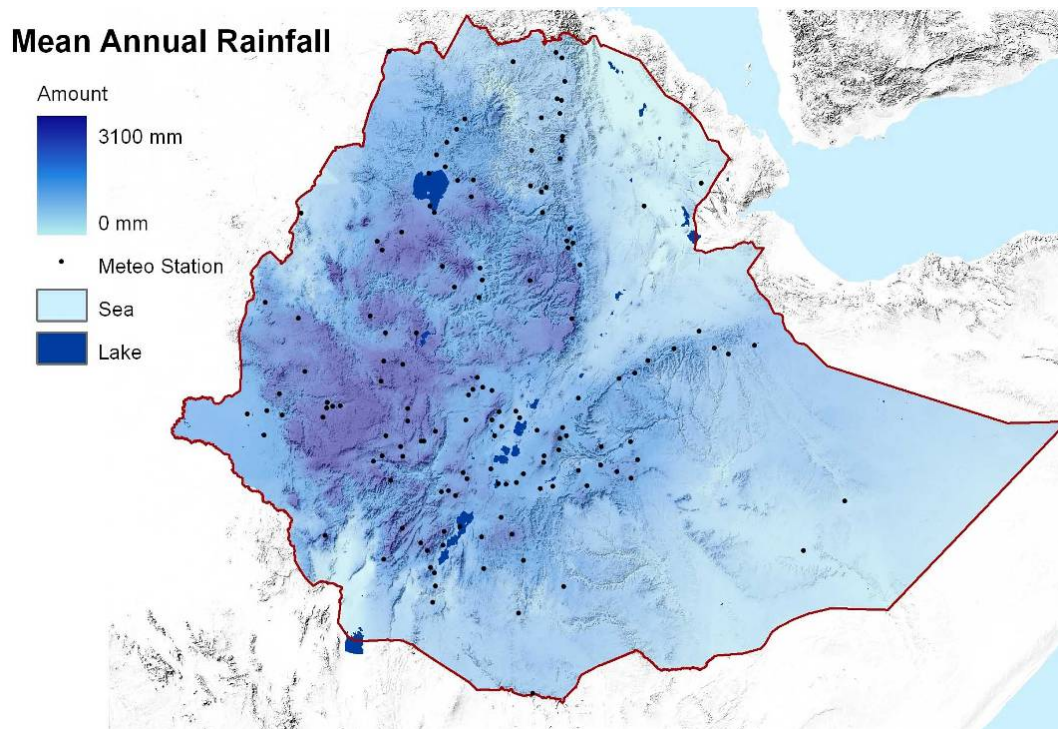 Mean Annual Rainfall
Amount
3100 mm
0 mm
Meteo Station
Sea
Lake